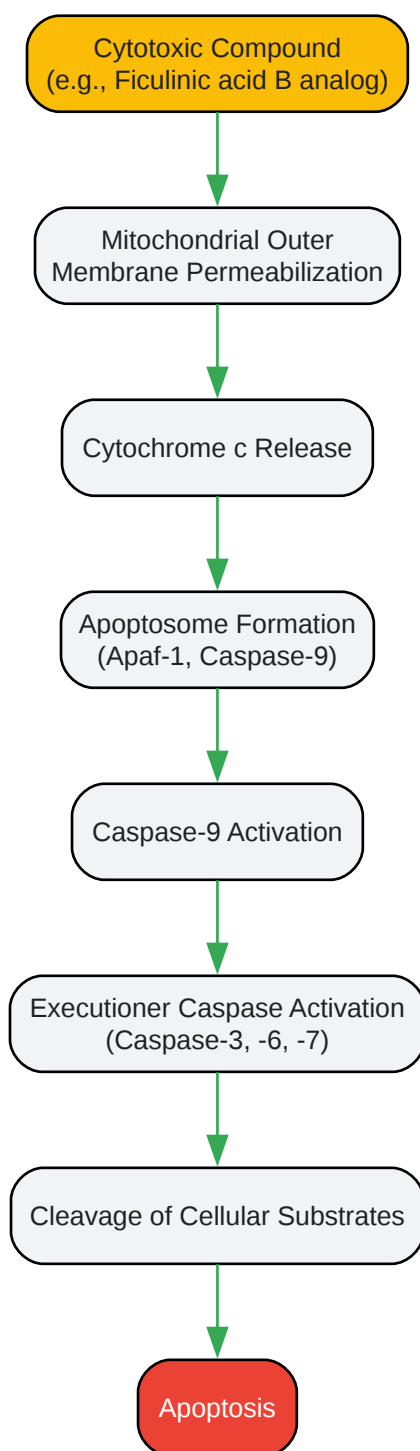 Cytotoxic Compound
(e.g., Ficulinic acid B analog)
Mitochondrial Outer
Membrane Permeabilization
Cytochrome c Release
Apoptosome Formation
(Apaf-1, Caspase-9)
Caspase-9 Activation
Executioner Caspase Activation
(Caspase-3, -6, -7)
Cleavage of Cellular Substrates
Apoptosis